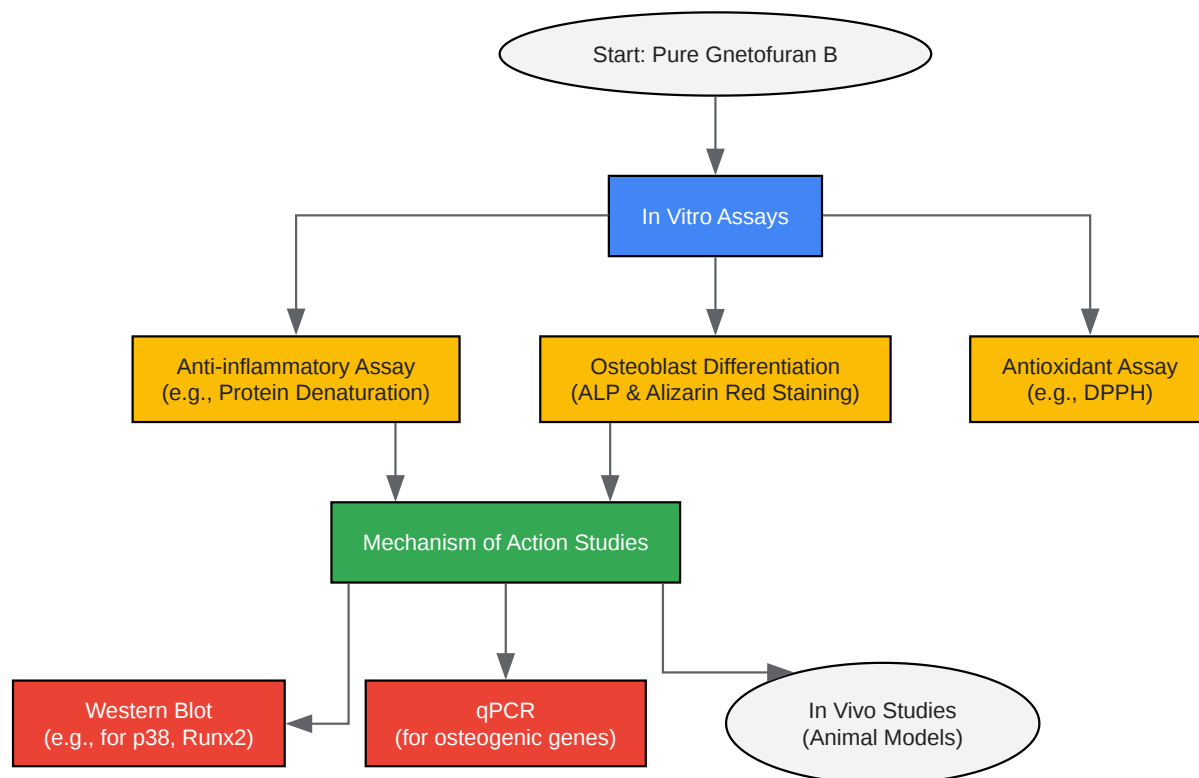 Start: Pure Gnetofuran B
In Vitro Assays
Anti-inflammatory Assay
(e.g., Protein Denaturation)
Osteoblast Differentiation
(ALP & Alizarin Red Staining)
Antioxidant Assay
(e.g., DPPH)
Mechanism of Action Studies
Western Blot
(e.g., for p38, Runx2)
qPCR
(for osteogenic genes)
In Vivo Studies
(Animal Models)